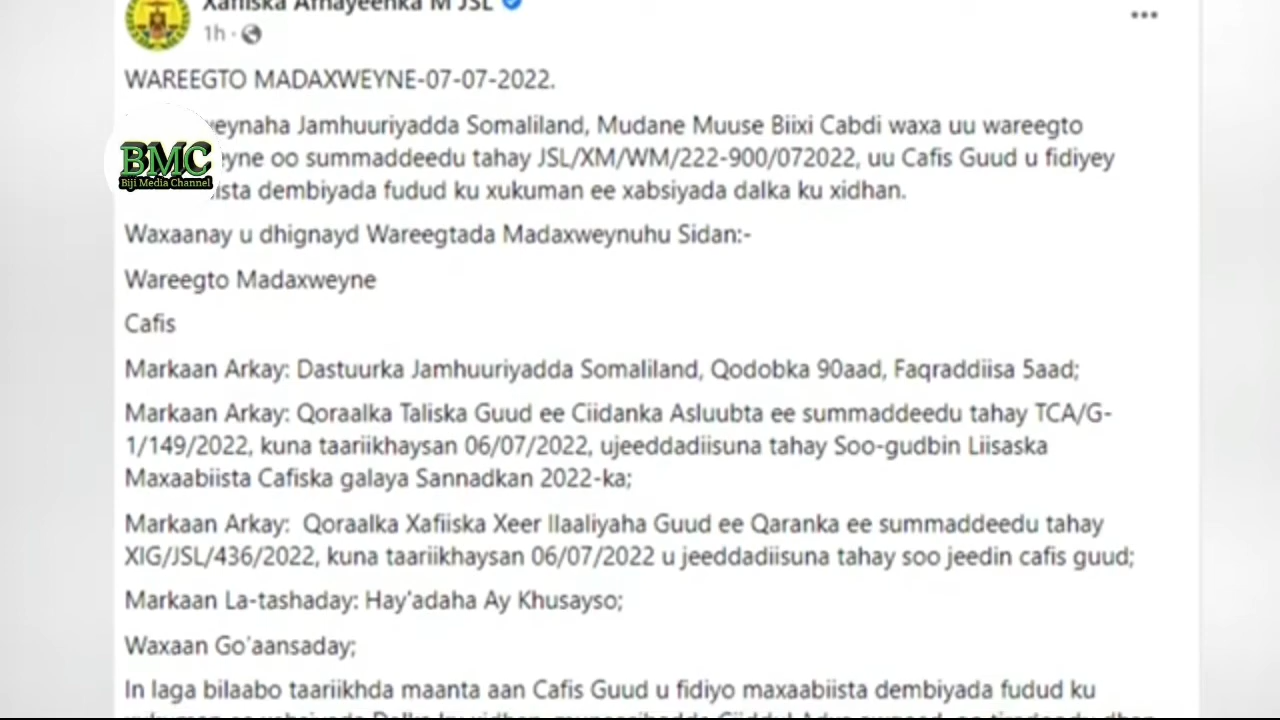 Xafiiska Afhayeenka M JSL
1h ·
WAREEGTO MADAXWEYNE-07-07-2022.
weynaha Jamhuuriyadda Somaliland, Mudane Muuse Biixi Cabdi waxa uu wareegto
BMC
Biji Media Channel
eyne oo summaddeedu tahay JSL/XM/WM/222-900/072022, uu Cafis Guud u fidiyey
ista dembiyada fudud ku xukuman ee xabsiyada dalka ku xidhan.
Waxaanay u dhignayd Wareegtada Madaxweynuhu Sidan:-
Wareegto Madaxweyne
Cafis
Markaan Arkay: Dastuurka Jamhuuriyadda Somaliland, Qodobka 90aad, Faqraddiisa 5aad;
Markaan Arkay: Qoraalka Taliska Guud ee Ciidanka Asluubta ee summaddeedu tahay TCA/G-
1/149/2022, kuna taariikhaysan 06/07/2022, ujeeddadiisuna tahay Soo-gudbin Liisaska
Maxaabiista Cafiska galaya Sannadkan 2022-ka;
Markaan Arkay: Qoraalka Xafiiska Xeer Ilaaliyaha Guud ee Qaranka ee summaddeedu tahay
XIG/JSL/436/2022, kuna taariikhaysan 06/07/2022 u jeeddadiisuna tahay soo jeedin cafis guud;
Markaan La-tashaday: Hay'adaha Ay Khusayso;
Waxaan Go'aansaday;
In laga bilaabo taariikhda maanta aan Cafis Guud u fidiyo maxaabiista dembiyada fudud ku